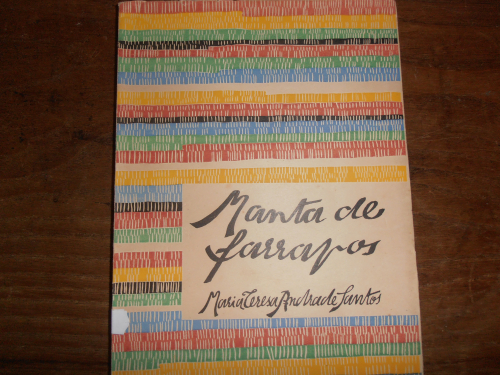 Manta de
farrapos
Maria Teresa Andrade Santos